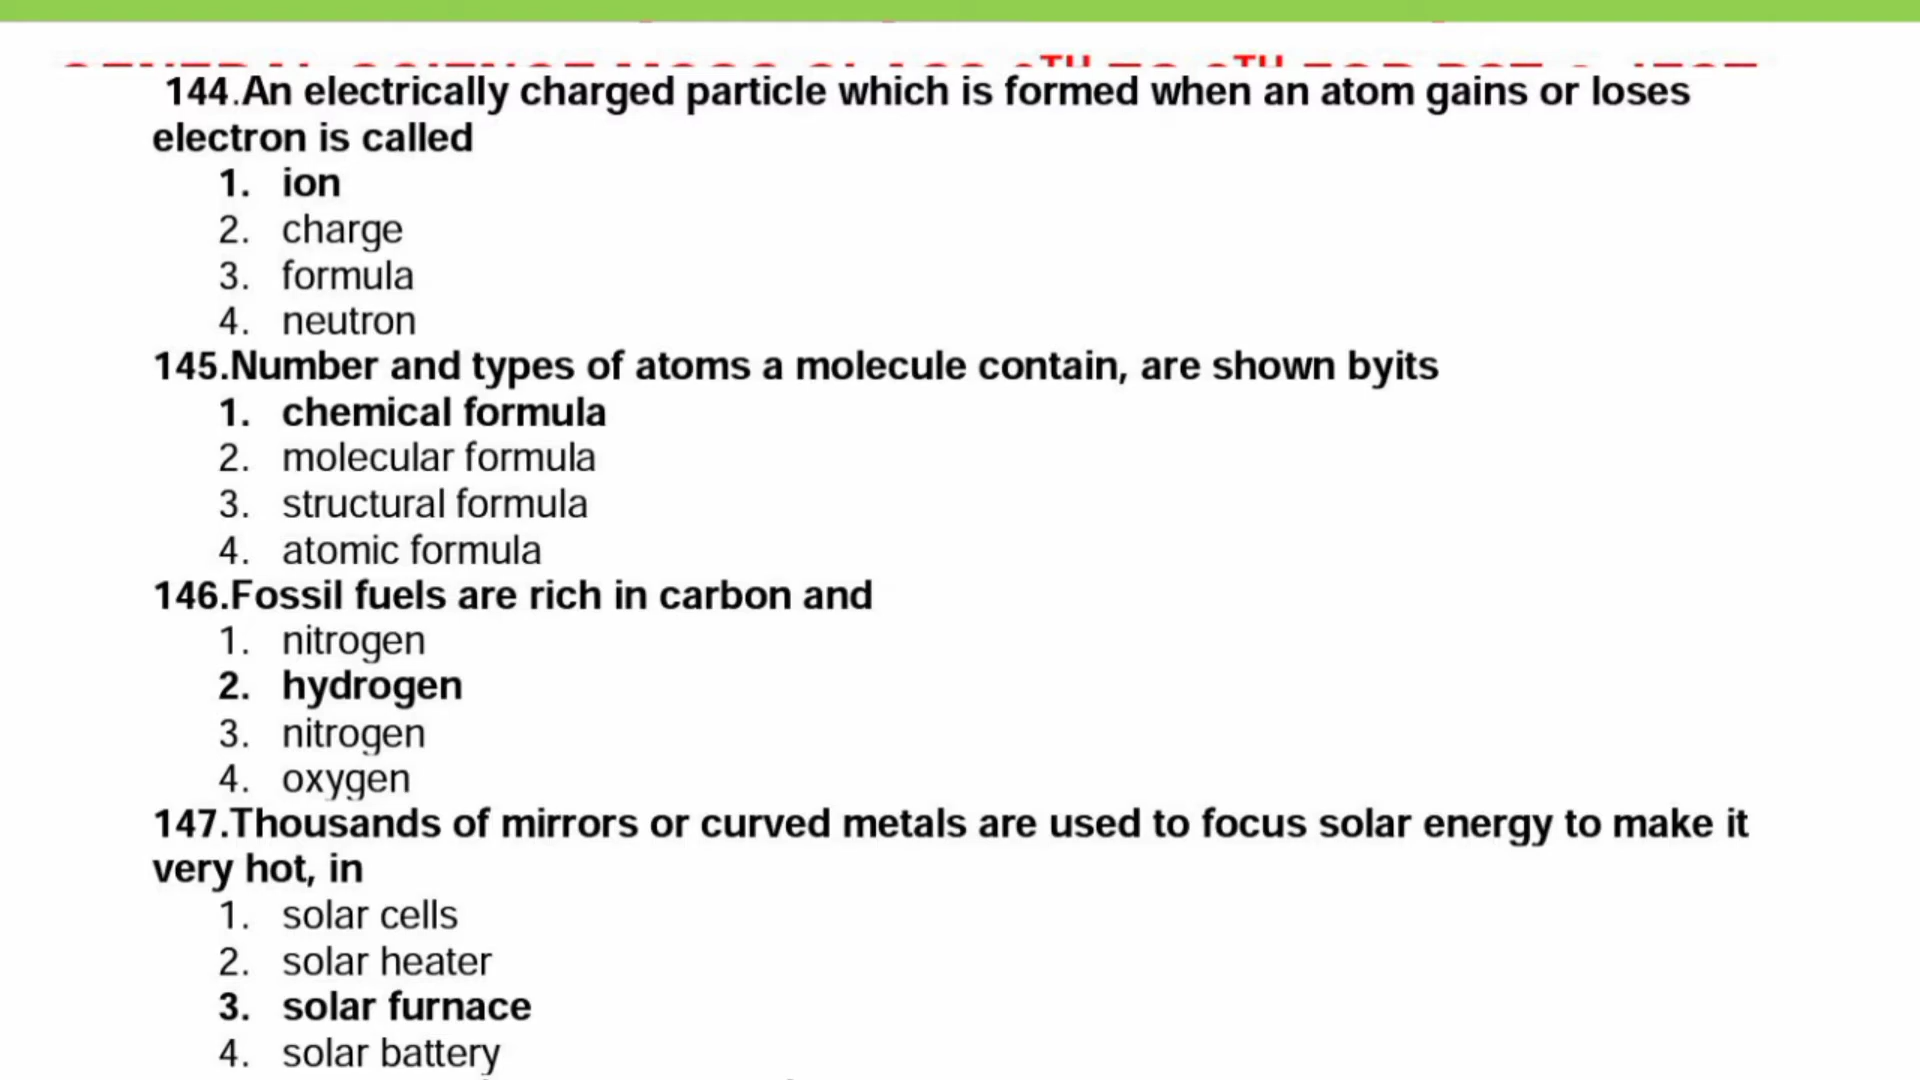 144.An electrically charged particle which is formed when an atom gains or loses
electron is called
1. ion
2. charge
3. formula
4. neutron
145.Number and types of atoms a molecule contain, are shown byits
1. chemical formula
2. molecular formula
3. structural formula
4. atomic formula
146.Fossil fuels are rich in carbon and
1. nitrogen
2. hydrogen
3. nitrogen
4. oxygen
147.Thousands of mirrors or curved metals are used to focus solar energy to make it
very hot, in
1. solar cells
2. solar heater
3. solar furnace
4. solar battery